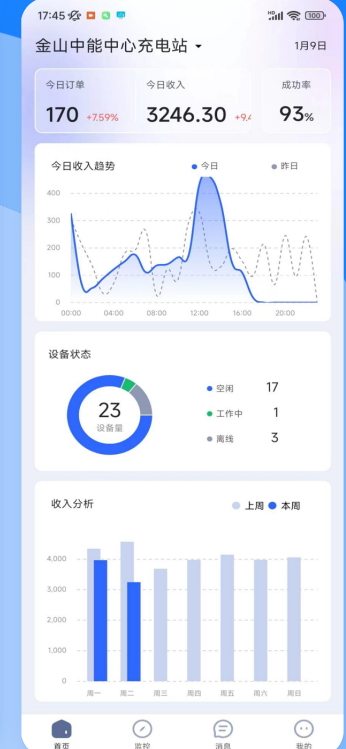 17:45
100
金山中能中心充电站
1月9日
今日订单
170 +7.59%
今日收入
3246.30 +9.4
成功率
93%
今日收入趋势
今日
昨日
400
300
200
100
0
00:00 04:00 08:00 12:00 16:00 20:00
设备状态
23
设备量
空闲 17
工作中 1
离线 3
收入分析
上周 本周
4,000
3,000
2,000
1,000
0
周一 周二 周三 周四 周五 周六 周日
首页 监控 消息 我的